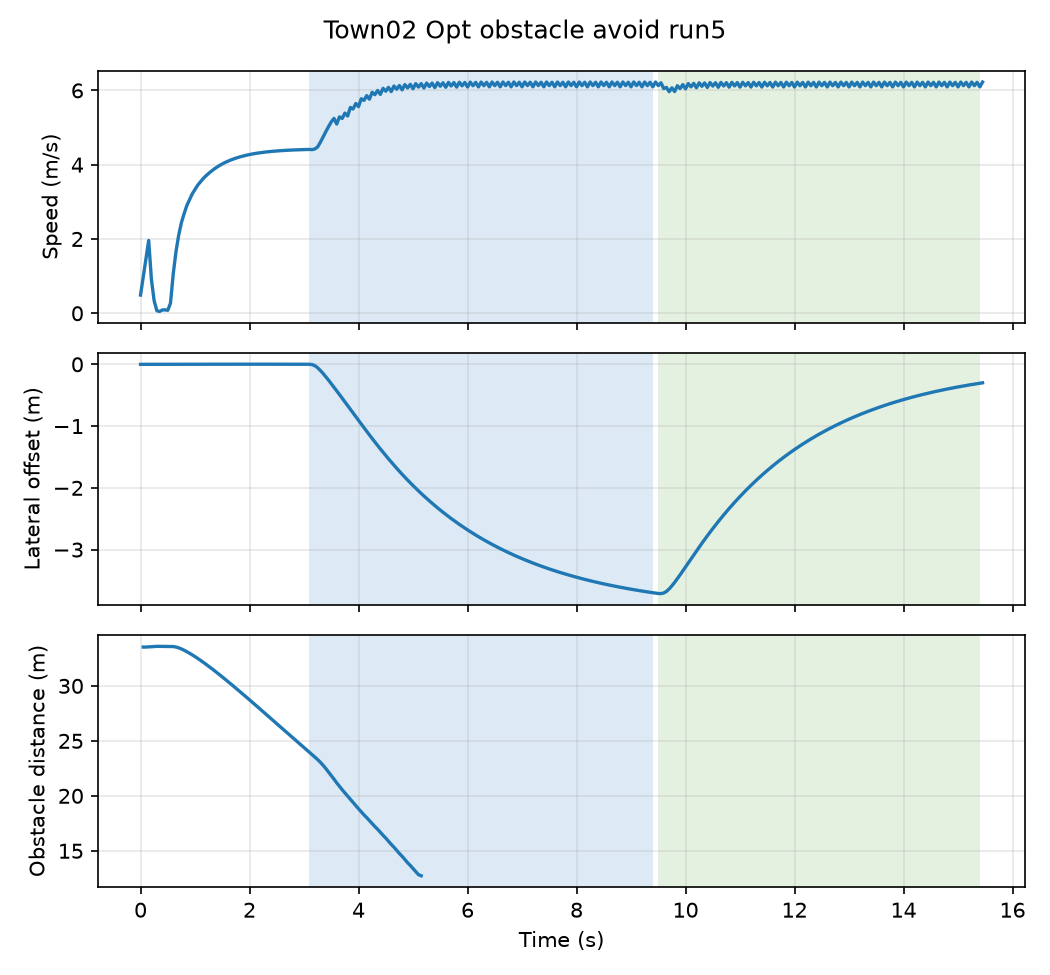 Town02 Opt obstacle avoid run5
Speed (m/s)
6
4
2
0
Lateral offset (m)
0
−1
−2
−3
Obstacle distance (m)
30
25
20
15
0 2 4 6 8 10 12 14 16
Time (s)